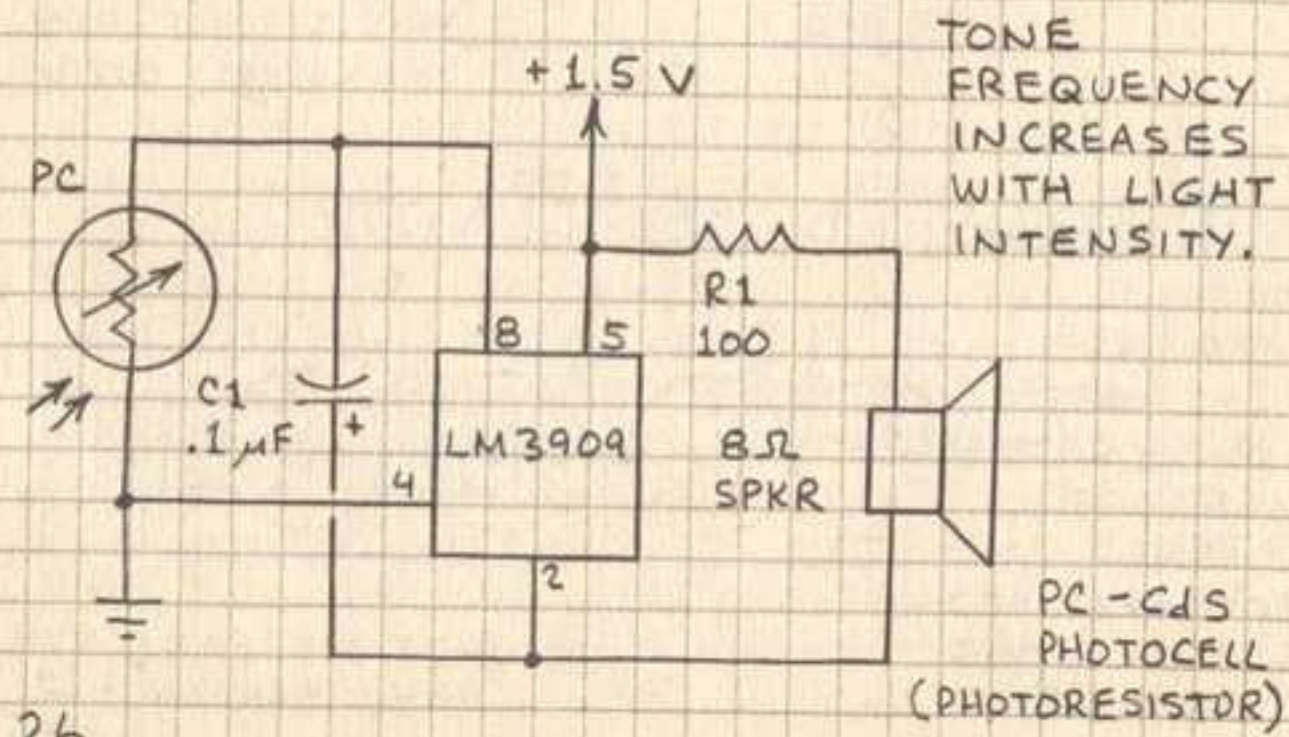 TONE
FREQUENCY
INCREASES
WITH LIGHT
INTENSITY.
+1.5 V
PC
R1
100
8
5
C1
.1µF
+
LM3909
4
2
8Ω
SPKR
PC-CdS
PHOTOCELL
(PHOTORESISTOR)